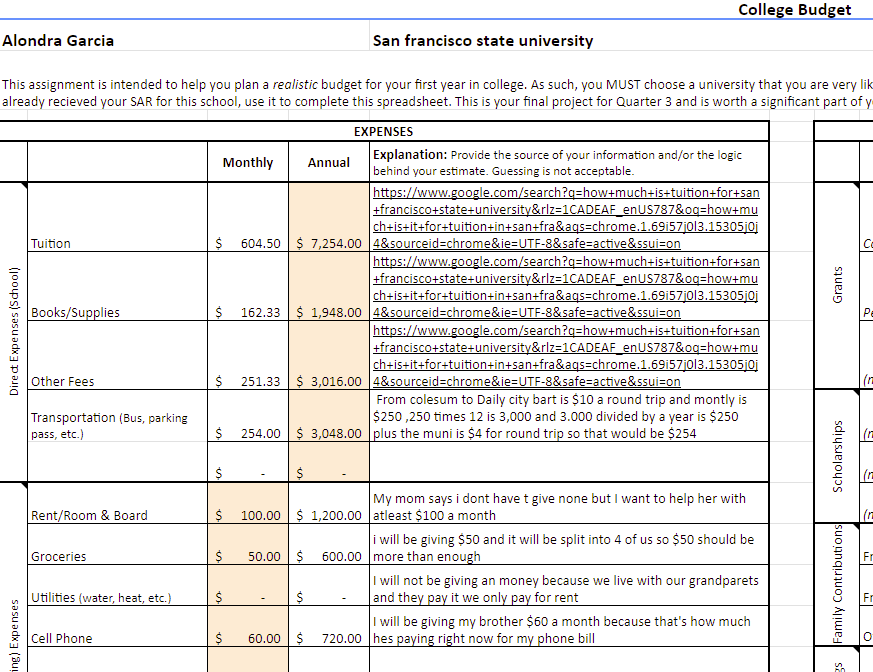 College Budget
Alondra Garcia San francisco state university
This assignment is intended to help you plan a realistic budget for your first year in college. As such, you MUST choose a university that you are very lik
already recieved your SAR for this school, use it to complete this spreadsheet. This is your final project for Quarter 3 and is worth a significant part of y
EXPENSES
Monthly Annual Explanation: Provide the source of your information and/or the logic
behind your estimate. Guessing is not acceptable.
Direct Expenses (School)
https://www.google.com/search?q=how+much+is+tuition+for+san
+francisco+state+university&rlz=1CADEAF_enUS787&oq=how+mu
ch+is+it+for+tuition+in+san+fra&aqs=chrome.1.69i57j0l3.15305j0j
Tuition $ 604.50 $ 7,254.00 4&sourceid=chrome&ie=UTF-8&safe=active&ssui=on
https://www.google.com/search?q=how+much+is+tuition+for+san
+francisco+state+university&rlz=1CADEAF_enUS787&oq=how+mu
ch+is+it+for+tuition+in+san+fra&aqs=chrome.1.69i57j0l3.15305j0j
Books/Supplies $ 162.33 $ 1,948.00 4&sourceid=chrome&ie=UTF-8&safe=active&ssui=on
https://www.google.com/search?q=how+much+is+tuition+for+san
+francisco+state+university&rlz=1CADEAF_enUS787&oq=how+mu
ch+is+it+for+tuition+in+san+fra&aqs=chrome.1.69i57j0l3.15305j0j
Other Fees $ 251.33 $ 3,016.00 4&sourceid=chrome&ie=UTF-8&safe=active&ssui=on
From colesum to Daily city bart is $10 a round trip and montly is
Transportation (Bus, parking $250 ,250 times 12 is 3,000 and 3.000 divided by a year is $250
pass, etc.) $ 254.00 $ 3,048.00 plus the muni is $4 for round trip so that would be $254
$ - $ -
ing) Expenses
My mom says i dont have t give none but I want to help her with
Rent/Room & Board $ 100.00 $ 1,200.00 atleast $100 a month
i will be giving $50 and it will be split into 4 of us so $50 should be
Groceries $ 50.00 $ 600.00 more than enough
I will not be giving an money because we live with our grandparets
Utilities (water, heat, etc.) $ - $ - and they pay it we only pay for rent
I will be giving my brother $60 a month because that's how much
Cell Phone $ 60.00 $ 720.00 hes paying right now for my phone bill
Grants
Scholarships
Family Contributions